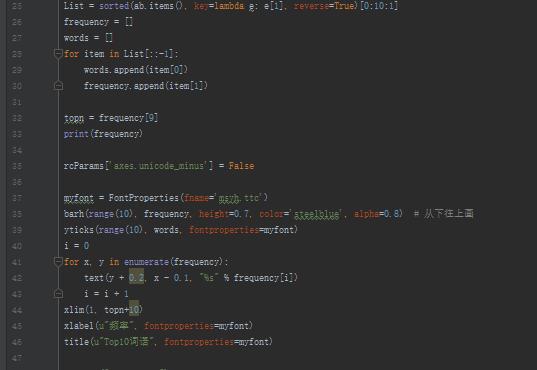 25 List = sorted(ab.items(), key=lambda g: e[1], reverse=True)[0:10:1]
26 frequency = []
27 words = []
28 for item in List[::-1]:
29 words.append(item[0])
30 frequency.append(item[1])
31
32 topn = frequency[9]
33 print(frequency)
34
35 rcParams['axes.unicode_minus'] = False
36
37 myfont = FontProperties(fname='msyh.ttc')
38 barh(range(10), frequency, height=0.7, color='steelblue', alpha=0.8) # 从下往上画
39 yticks(range(10), words, fontproperties=myfont)
40 i = 0
41 for x, y in enumerate(frequency):
42 text(y + 0.2, x - 0.1, "%s" % frequency[i])
43 i = i + 1
44 xlim(1, topn+10)
45 xlabel(u"频率", fontproperties=myfont)
46 title(u"Top10词语", fontproperties=myfont)
47